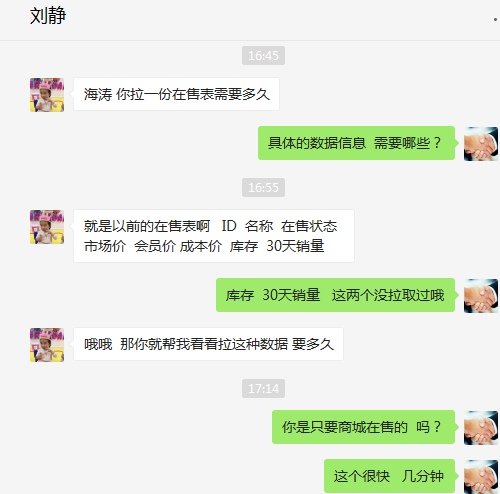 刘静
16:45
海涛 你拉一份在售表需要多久
具体的数据信息 需要哪些？
16:55
就是以前的在售表啊 ID 名称 在售状态
市场价 会员价 成本价 库存 30天销量
库存 30天销量 这两个没拉取过哦
哦哦 那你就帮我看看拉这种数据 要多久
17:14
你是只要商城在售的 吗？
这个很快 几分钟